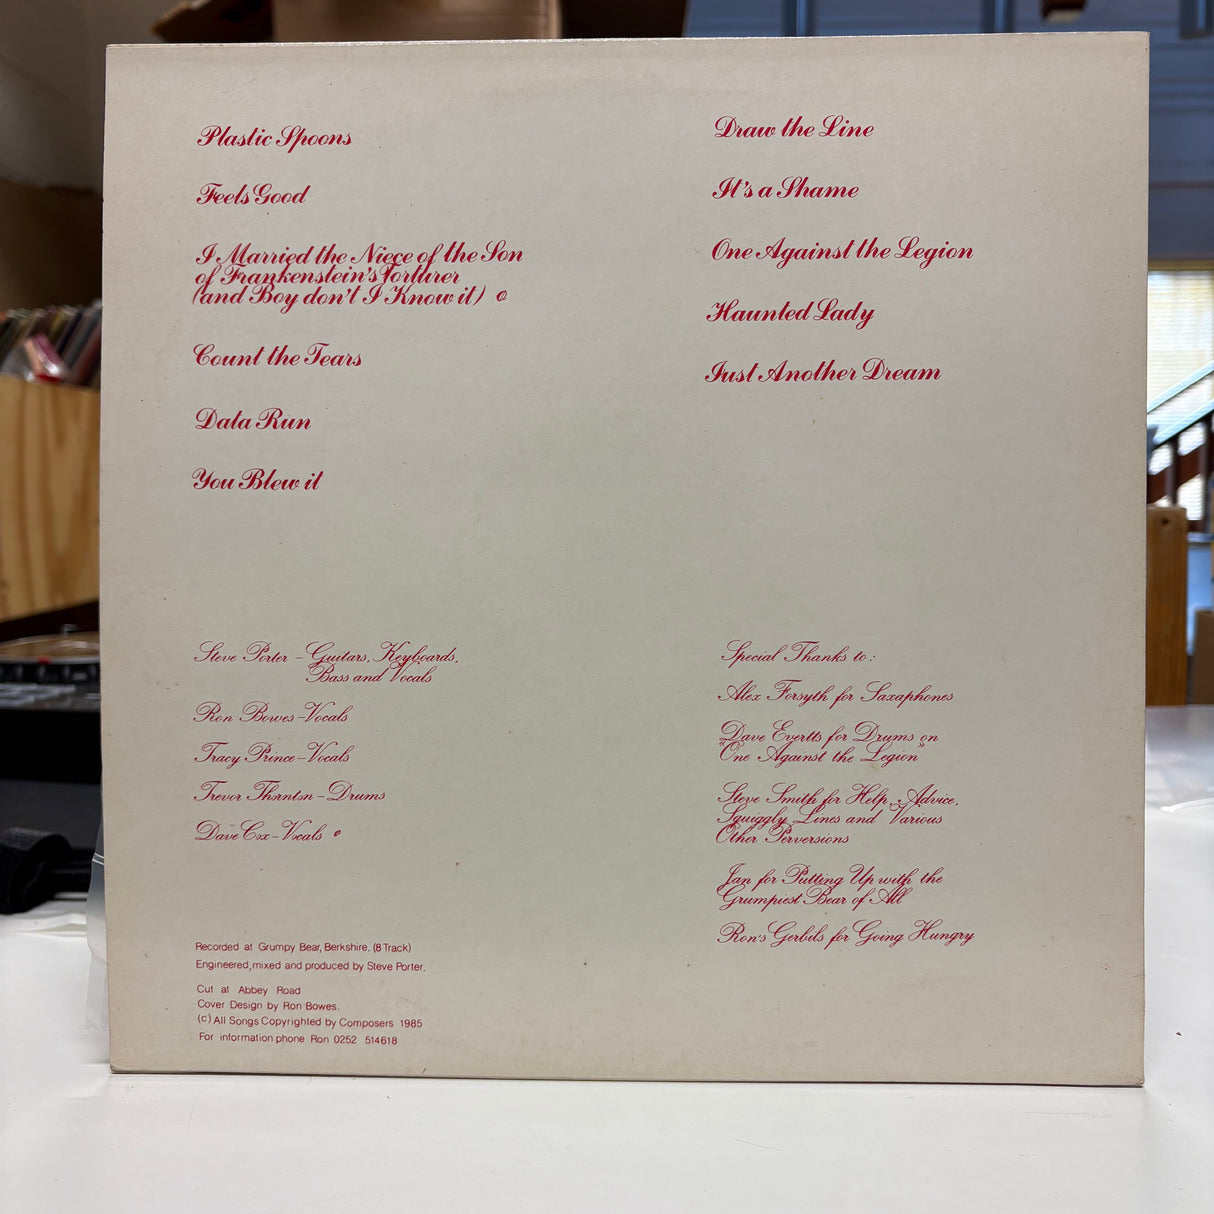 Plastic Spoons
Feels Good
I Married the Niece of the Son
of Frankenstein's Torturer
(and Boy don't I Know it) @
Count the Tears
Data Run
You Blew it
Draw the Line
It's a Shame
One Against the Legion
Haunted Lady
Just Another Dream
Steve Porter - Guitars, Keyboards,
Bass and Vocals
Ron Bowes - Vocals
Tracy Prince - Vocals
Trevor Thornton - Drums
Dave Cox - Vocals @
Recorded at Grumpy Bear, Berkshire. (8 Track)
Engineered, mixed and produced by Steve Porter.
Cut at Abbey Road
Cover Design by Ron Bowes.
(c) All Songs Copyrighted by Composers 1985
For information phone Ron 0252 514618
Special Thanks to:
Alex Forsyth for Saxaphones
Dave Evertts for Drums on
"One Against the Legion"
Steve Smith for Help, Advice,
Squiggly Lines and Various
Other Perversions
Jan for Putting Up with the
Grumpiest Bear of All
Ron's Gerbils for Going Hungry